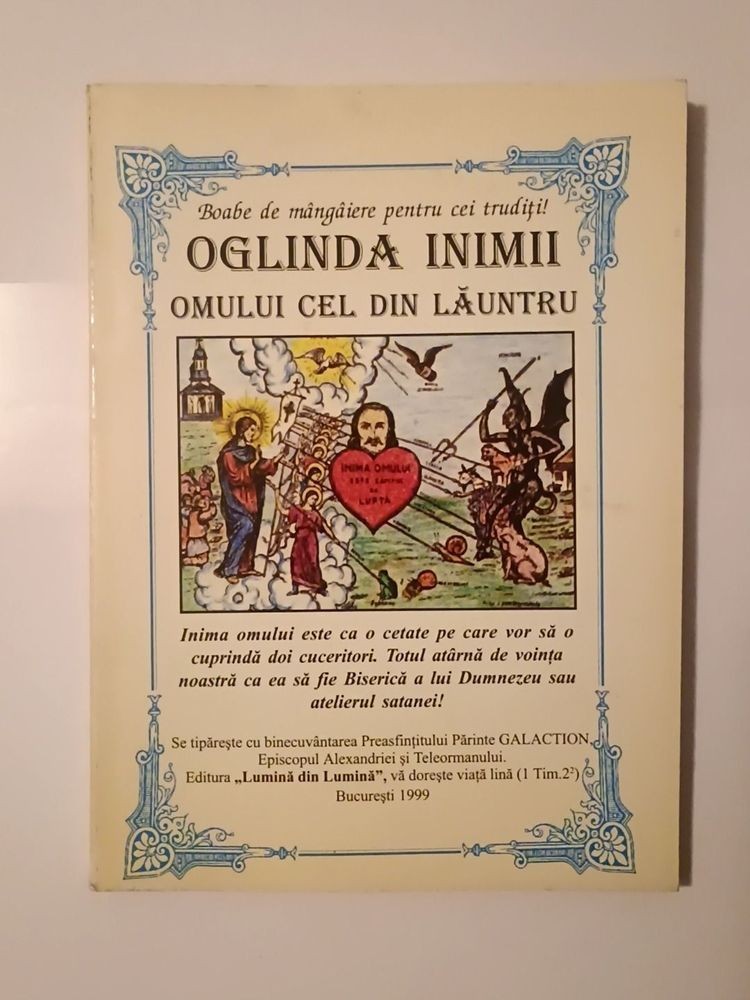 Boabe de mângâiere pentru cei trudiți!
OGLINDA INIMII
OMULUI CEL DIN LĂUNTRU
INIMA OMULUI
ESTE CAMPUL
DE
LUPTĂ
Inima omului este ca o cetate pe care vor să o
cuprindă doi cuceritori. Totul atârnă de voința
noastră ca ea să fie Biserică a lui Dumnezeu sau
atelierul satanei!
Se tipărește cu binecuvântarea Preasfințitului Părinte GALACTION,
Episcopul Alexandriei și Teleormanului.
Editura „Lumină din Lumină”, vă dorește viață lină (1 Tim.2²)
București 1999